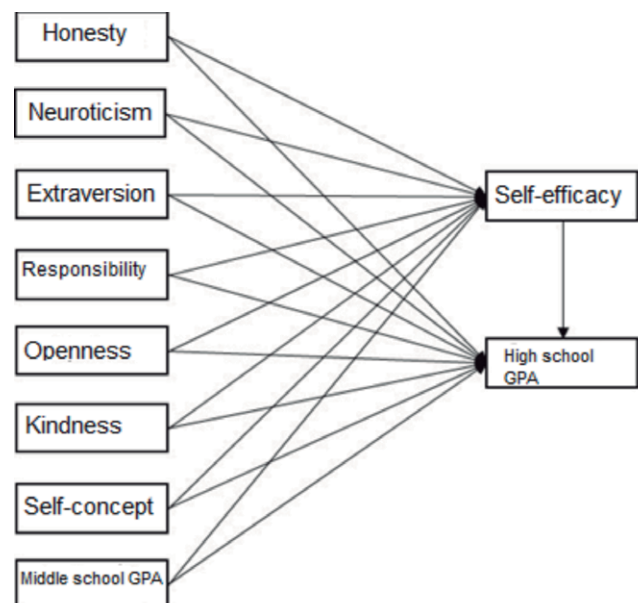 Honesty
Neuroticism
Extraversion
Self-efficacy
Responsibility
Openness
High school
GPA
Kindness
Self-concept
Middle school GPA